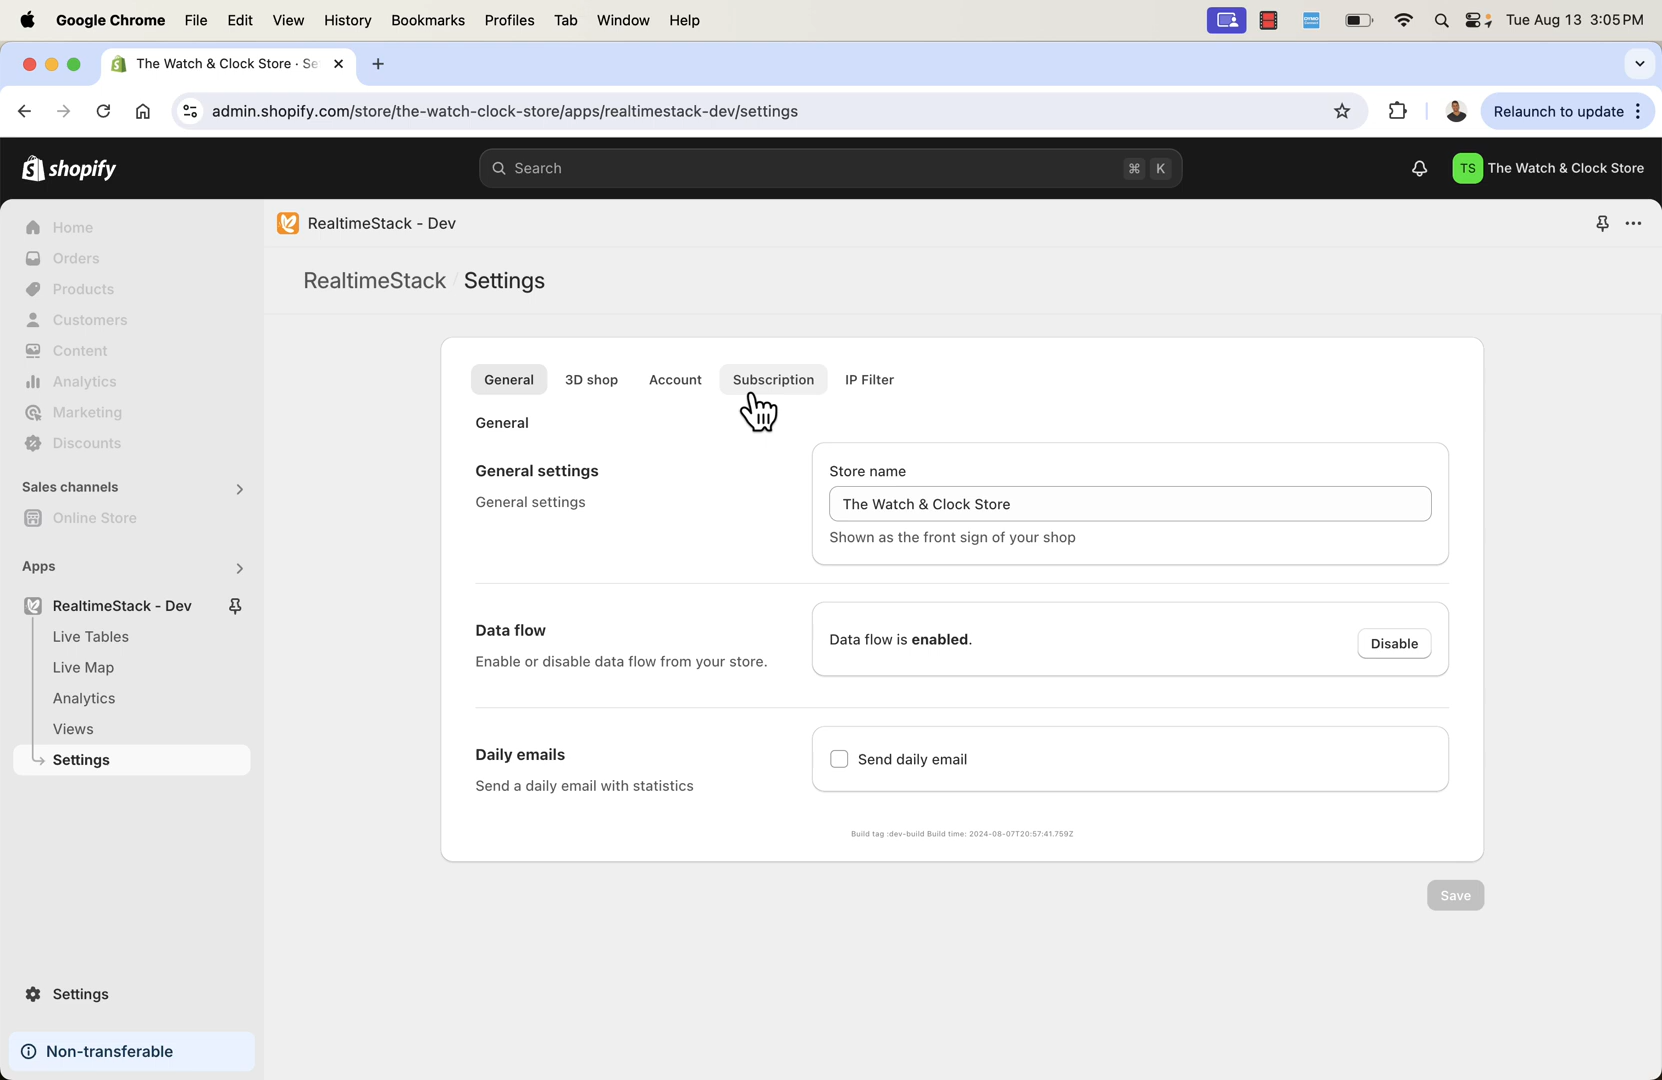 Google Chrome File Edit View History Bookmarks Profiles Tab Window Help Tue Aug 13 3:05 PM
The Watch & Clock Store · Se
admin.shopify.com/store/the-watch-clock-store/apps/realtimestack-dev/settings Relaunch to update
shopify Search ⌘ K TS The Watch & Clock Store
Home
Orders
Products
Customers
Content
Analytics
Marketing
Discounts
Sales channels
Online Store
Apps
RealtimeStack - Dev
Live Tables
Live Map
Analytics
Views
Settings
Settings
Non-transferable
RealtimeStack - Dev
RealtimeStack / Settings
General 3D shop Account Subscription IP Filter
General
General settings
General settings
Store name
The Watch & Clock Store
Shown as the front sign of your shop
Data flow
Enable or disable data flow from your store.
Data flow is enabled. Disable
Daily emails
Send a daily email with statistics
Send daily email
Build tag :dev-build Build time: 2024-08-07T20:57:41.759Z
Save